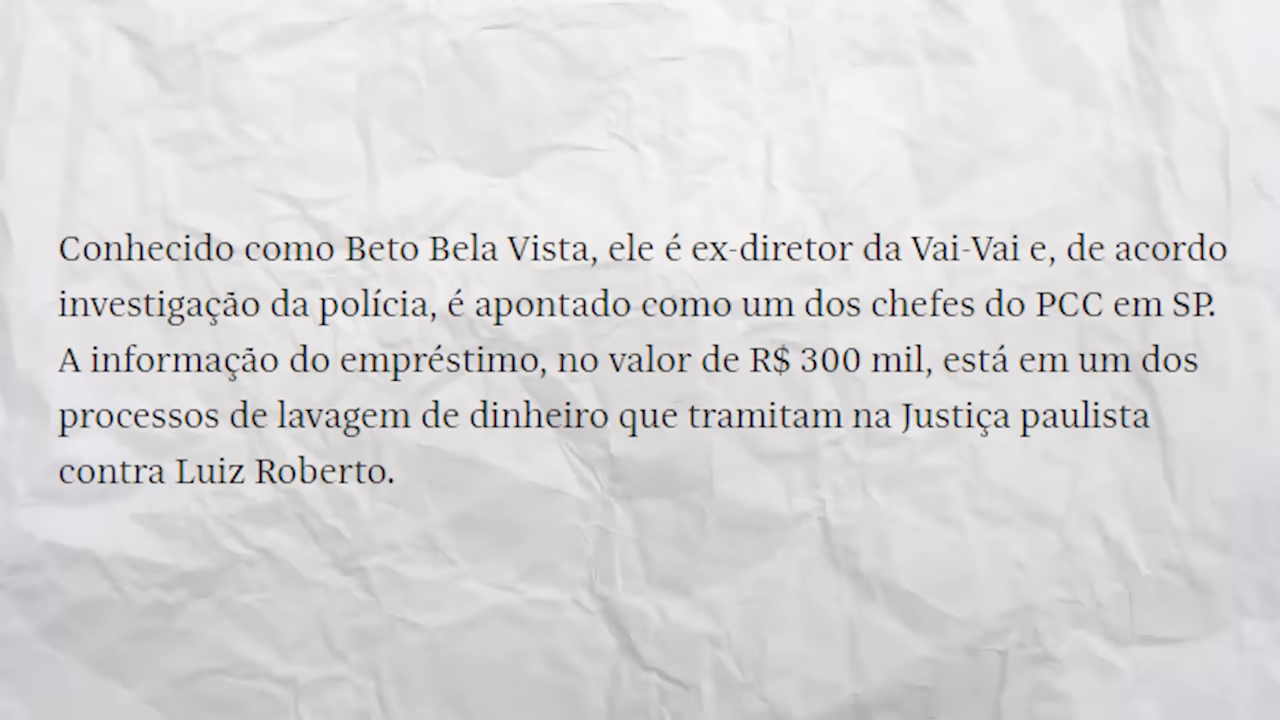 Conhecido como Beto Bela Vista, ele é ex-diretor da Vai-Vai e, de acordo
investigação da polícia, é apontado como um dos chefes do PCC em SP.
A informação do empréstimo, no valor de R$ 300 mil, está em um dos
processos de lavagem de dinheiro que tramitam na Justiça paulista
contra Luiz Roberto.